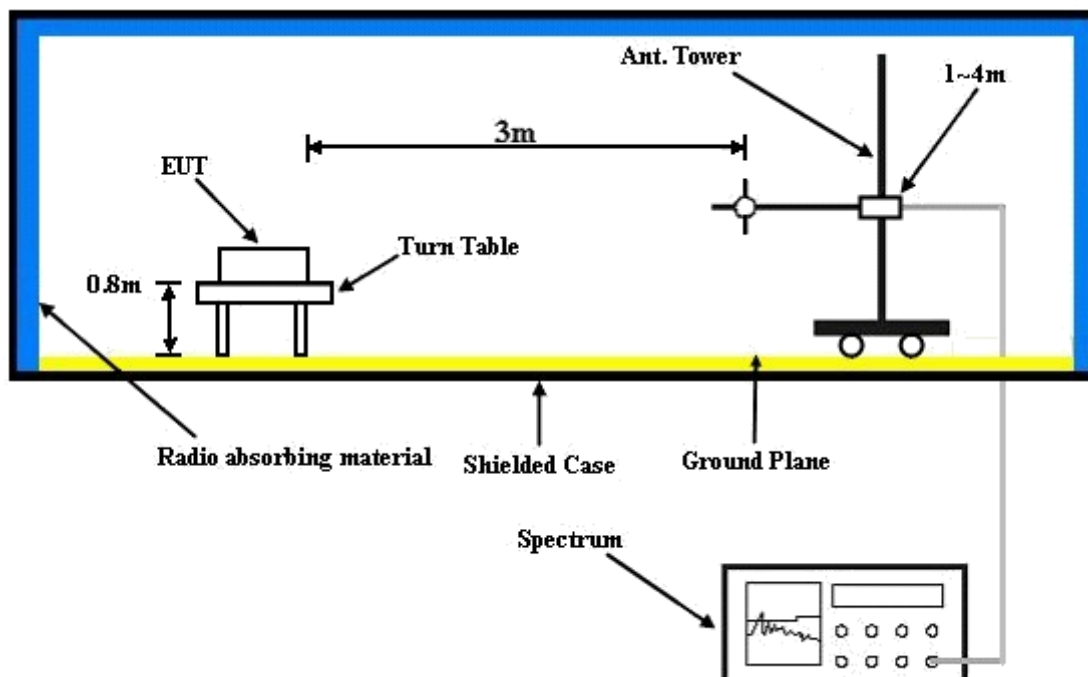 Ant. Tower
1~4m
3m
EUT
Turn Table
0.8m
Radio absorbing material
Shielded Case
Ground Plane
Spectrum